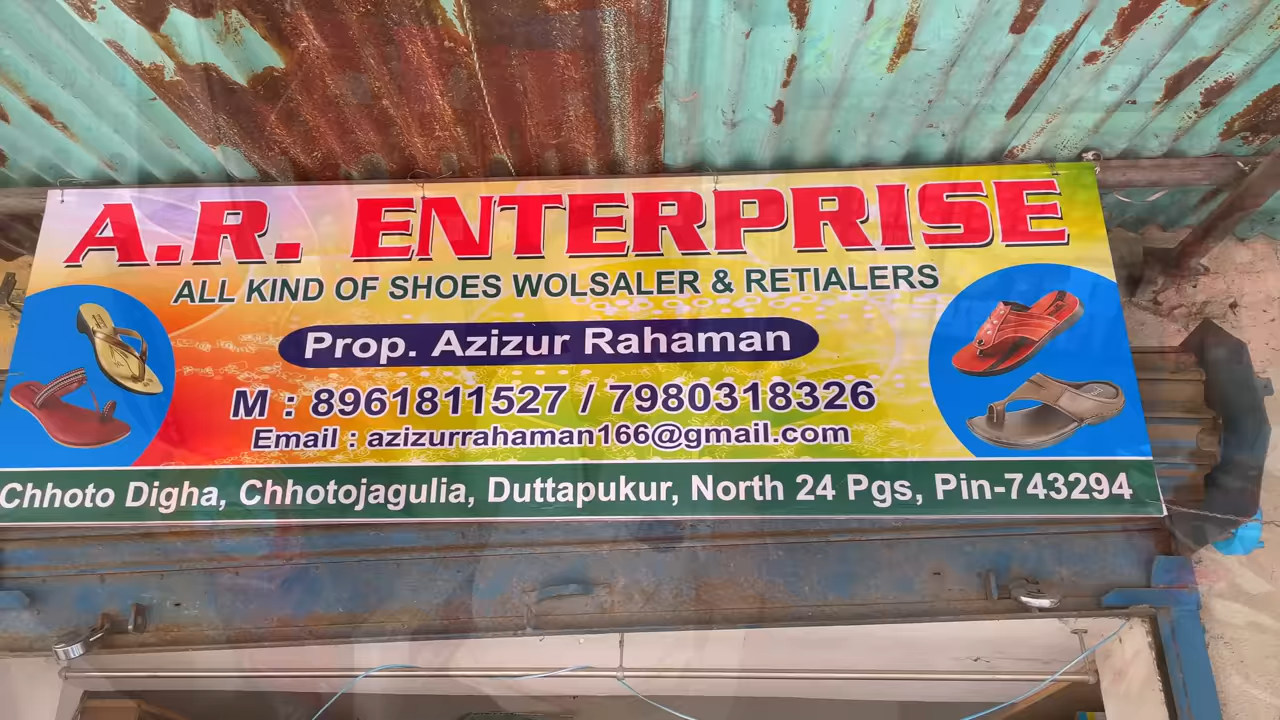 A.R. ENTERPRISE
ALL KIND OF SHOES WOLSALER & RETIALERS
Prop. Azizur Rahaman
M : 8961811527 / 7980318326
Email : azizurrahaman166@gmail.com
Chhoto Digha, Chhotojagulia, Duttapukur, North 24 Pgs, Pin-743294